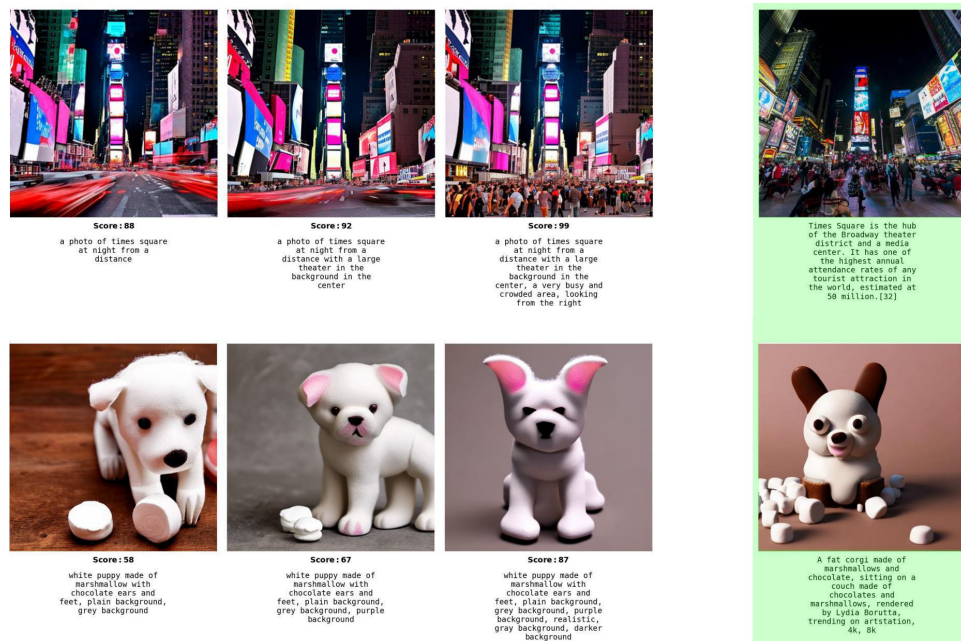 Score: 88
a photo of times square
at night from a
distance
Score: 92
a photo of times square
at night from a
distance with a large
theater in the
background in the
center
Score: 99
a photo of times square
at night from a
distance with a large
theater in the
background in the
center, a very busy and
crowded area, looking
from the right
Times Square is the hub
of the Broadway theater
district and a media
center. It has one of
the highest annual
attendance rates of any
tourist attraction in
the world, estimated at
50 million.[32]
Score: 58
white puppy made of
marshmallow with
chocolate ears and
feet, plain background,
grey background
Score: 67
white puppy made of
marshmallow with
chocolate ears and
feet, plain background,
grey background, purple
background
Score: 87
white puppy made of
marshmallow with
chocolate ears and
feet, plain background,
grey background, purple
background, realistic,
gray background, darker
background
A fat corgi made of
marshmallows and
chocolate, sitting on a
couch made of
chocolates and
marshmallows, rendered
by Lydia Borutta,
trending on artstation,
4k, 8k